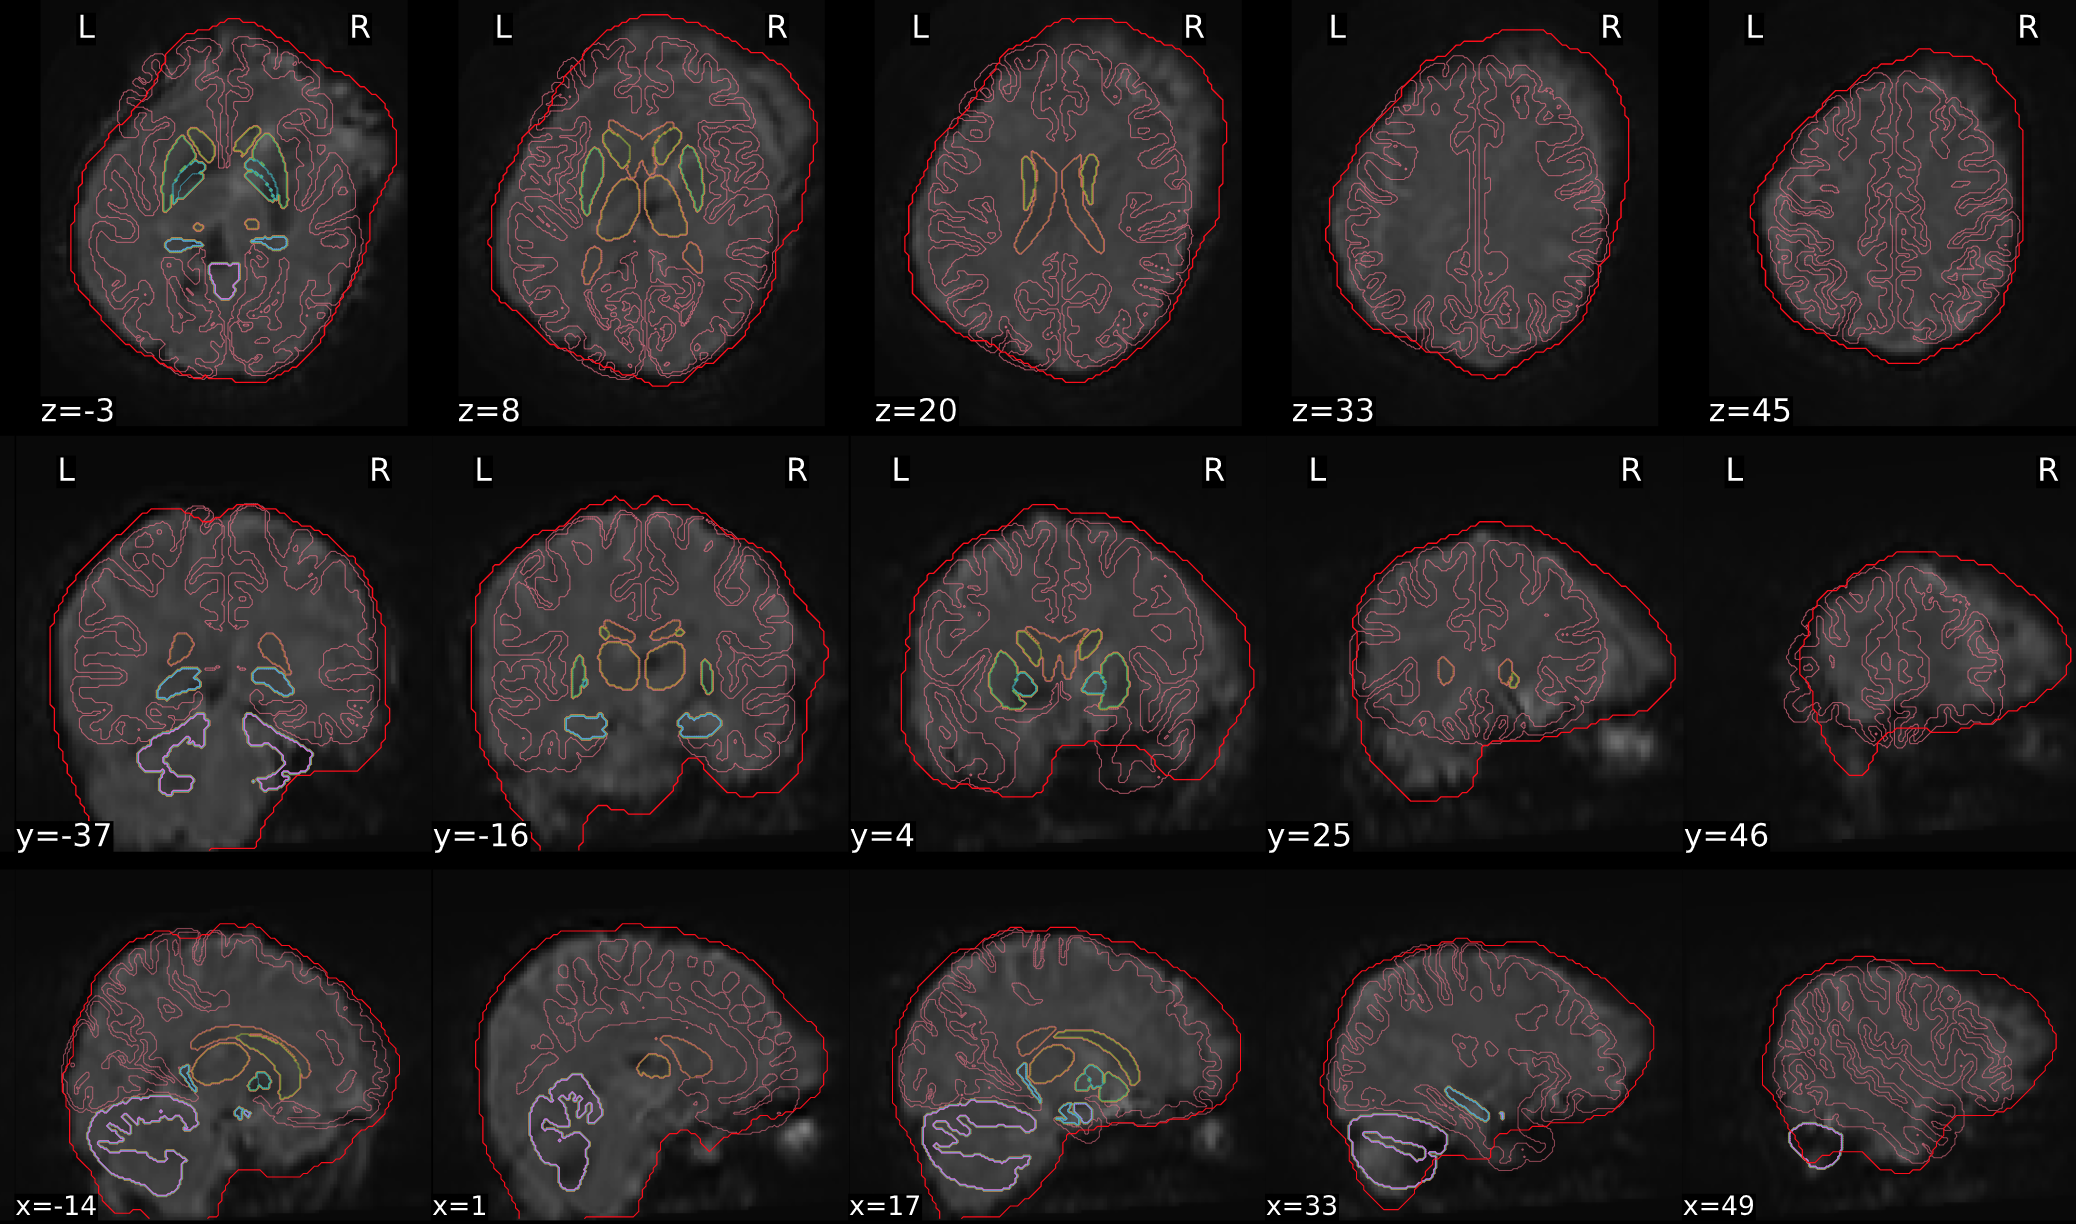 L R L R L R L R L R
z=-3 z=8 z=20 z=33 z=45
L R L R L R L R L R
y=-37 y=-16 y=4 y=25 y=46
x=-14 x=1 x=17 x=33 x=49